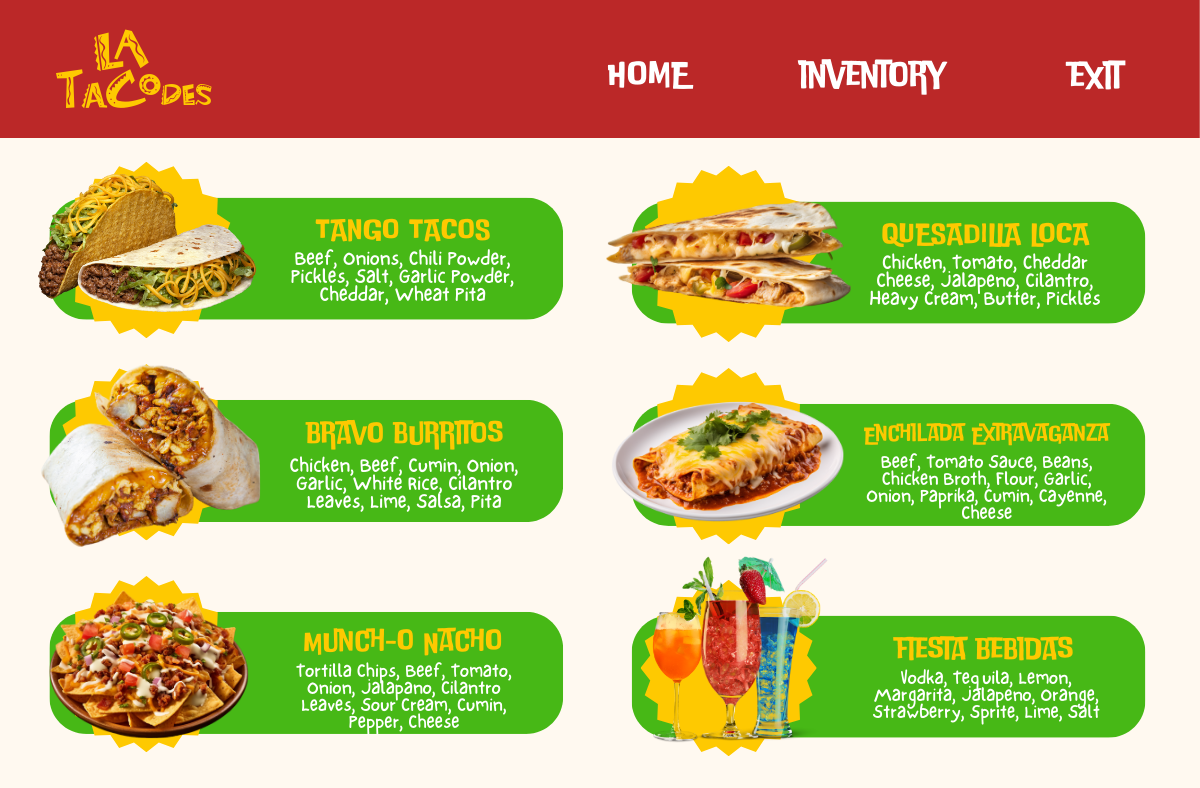 LA
TACODES
HOME
INVENTORY
EXIT
TANGO TACOS
Beef, Onions, Chili Powder,
Pickles, Salt, Garlic Powder,
Cheddar, Wheat Pita
QUESADILLA LOCA
Chicken, Tomato, Cheddar
Cheese, Jalapeno, Cilantro,
Heavy Cream, Butter, Pickles
BRAVO BURRITOS
Chicken, Beef, Cumin, Onion,
Garlic, White Rice, Cilantro
Leaves, Lime, Salsa, Pita
ENCHILADA EXTRAVAGANZA
Beef, Tomato Sauce, Beans,
Chicken Broth, Flour, Garlic,
Onion, Paprika, Cumin, Cayenne,
Cheese
MUNCH-O NACHO
Tortilla Chips, Beef, Tomato,
Onion, Jalapano, Cilantro
Leaves, Sour Cream, Cumin,
Pepper, Cheese
FIESTA BEBIDAS
Vodka, Tequila, Lemon,
Margarita, Jalapeno, Orange,
Strawberry, Sprite, Lime, Salt